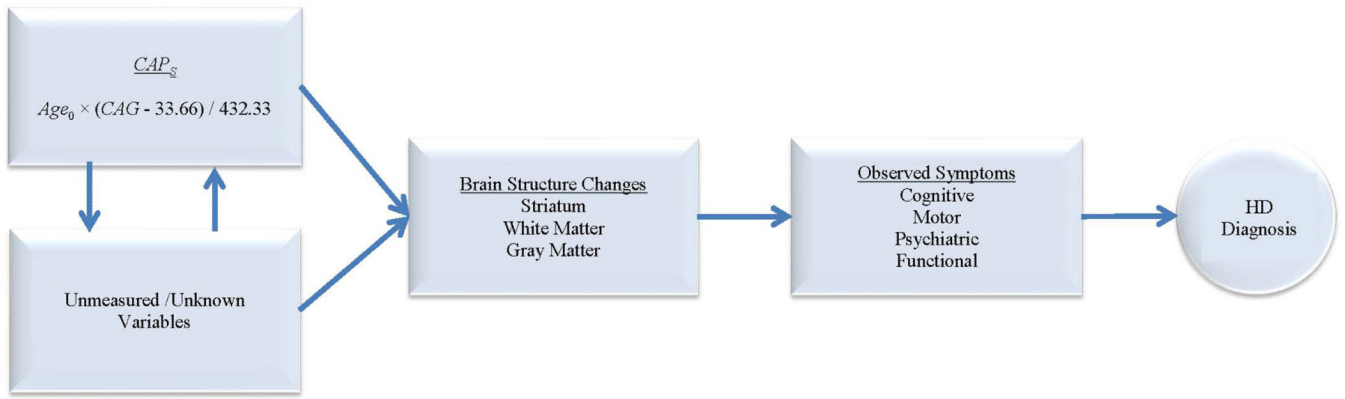 CAP_S
Age₀ × (CAG - 33.66) / 432.33
Unmeasured /Unknown
Variables
Brain Structure Changes
Striatum
White Matter
Gray Matter
Observed Symptoms
Cognitive
Motor
Psychiatric
Functional
HD
Diagnosis